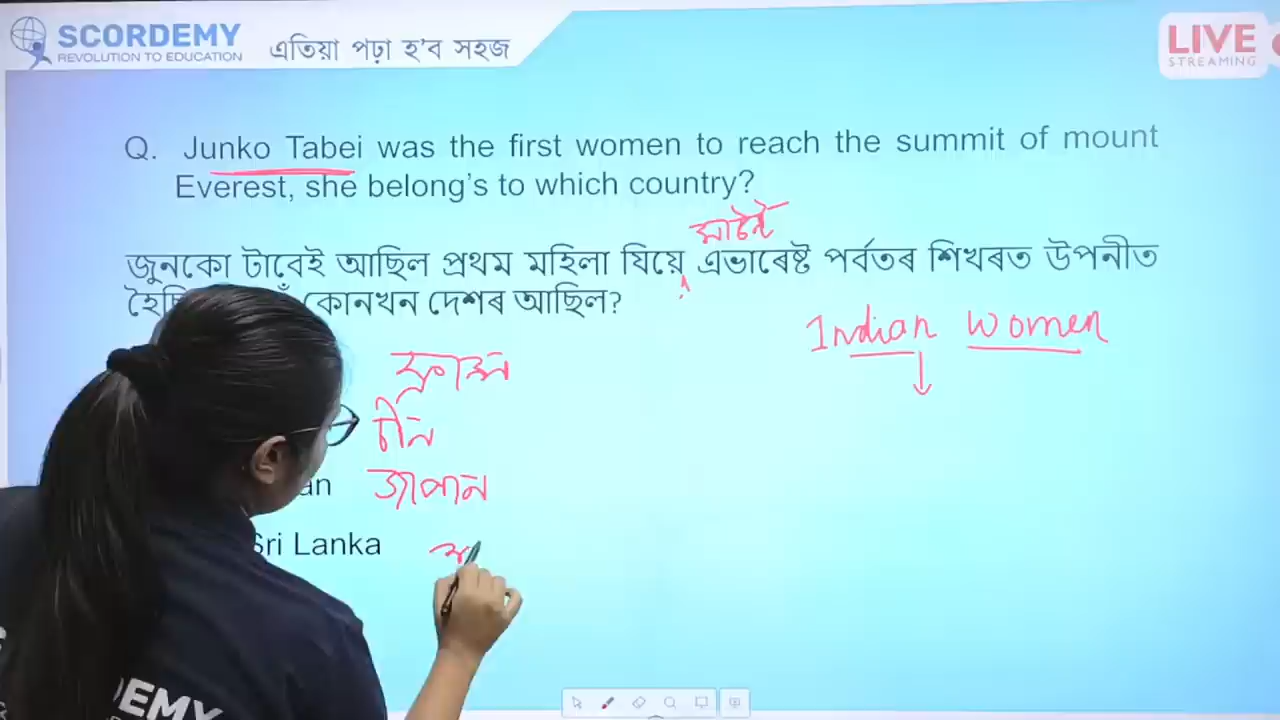 SCORDEMY
REVOLUTION TO EDUCATION
এতিয়া পঢ়া হ'ব সহজ
LIVE
STREAMING
Q. Junko Tabei was the first women to reach the summit of mount
Everest, she belong's to which country?
মাউন্ট
জুনকো টাবেই আছিল প্ৰথম মহিলা যিয়ে এভাৰেষ্ট পৰ্বতৰ শিখৰত উপনীত
কোনখন দেশৰ আছিল?
Indian Women
ফ্ৰান্স
চীন
জাপান
Sri Lanka